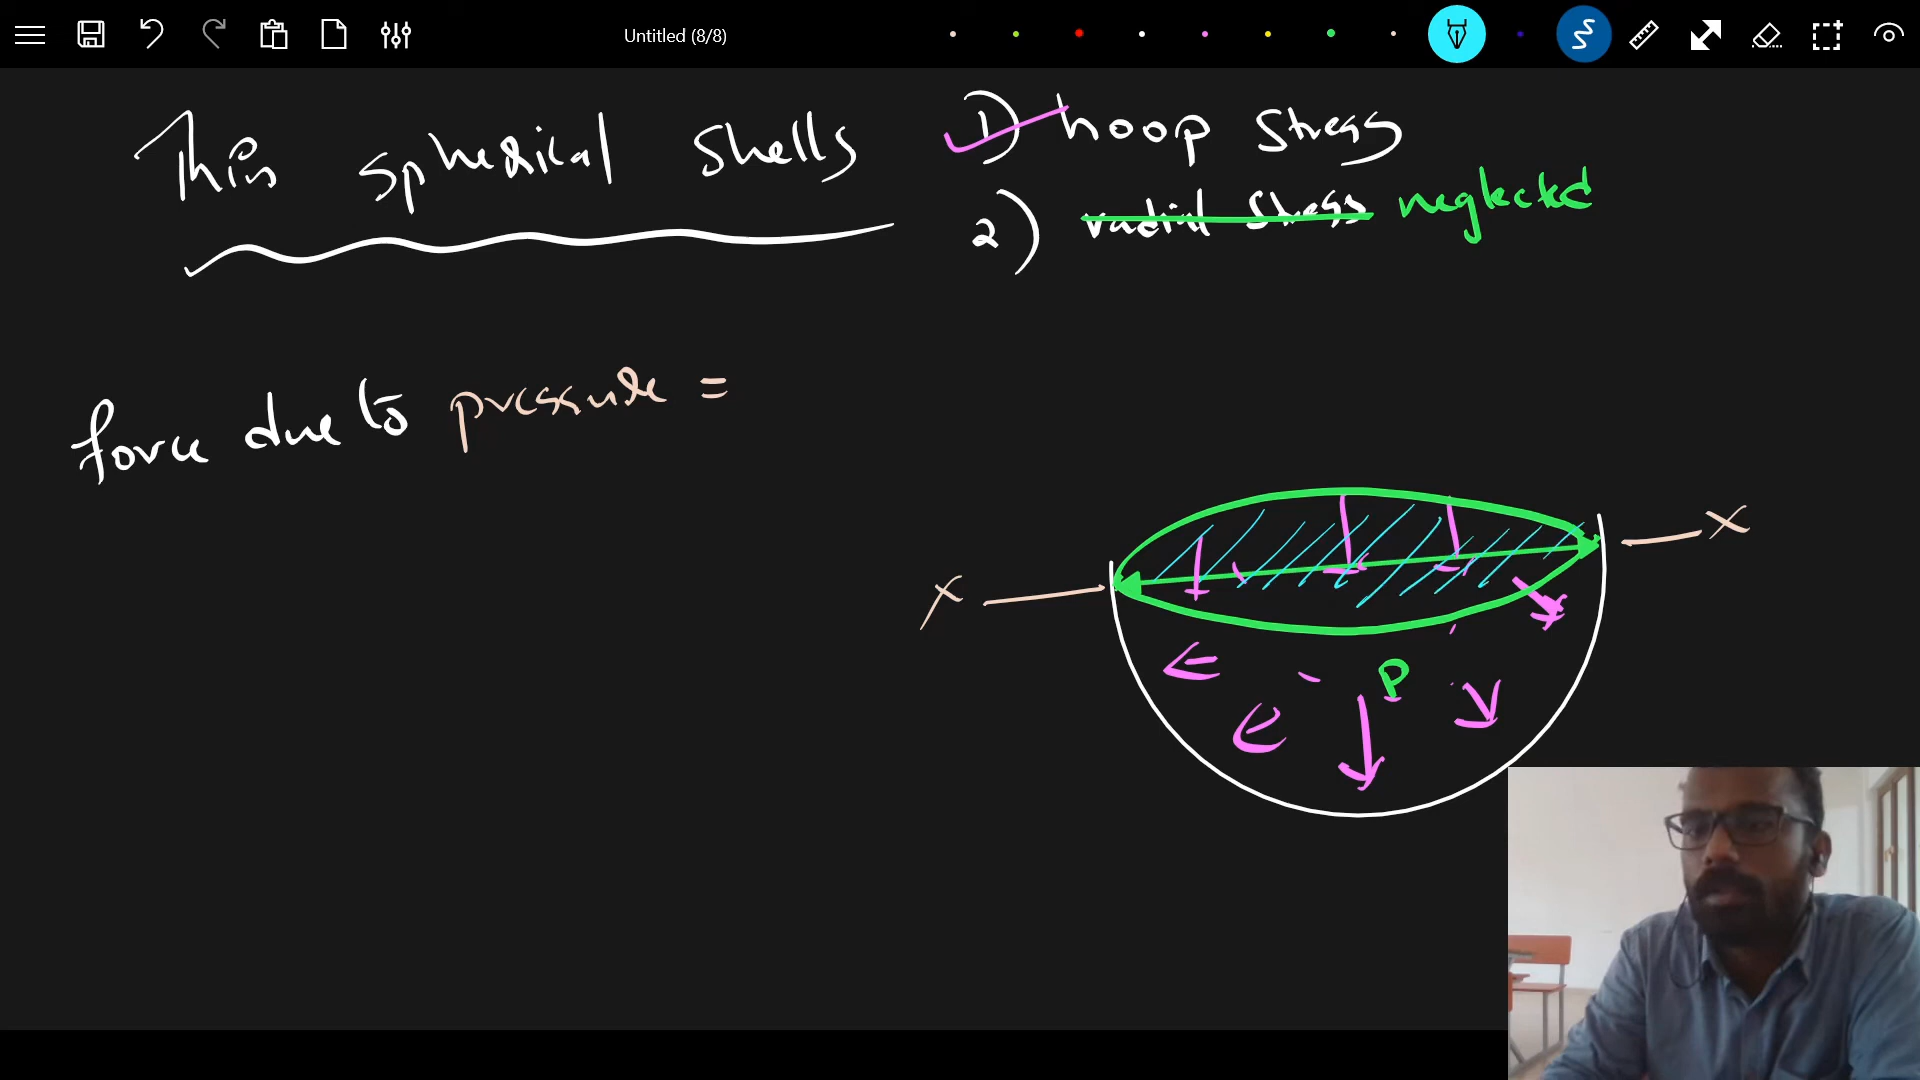 Untitled (8/8)
Thin spherical shells
1) hoop stress
2) radial stress neglected
force due to pressure =
x
x
P